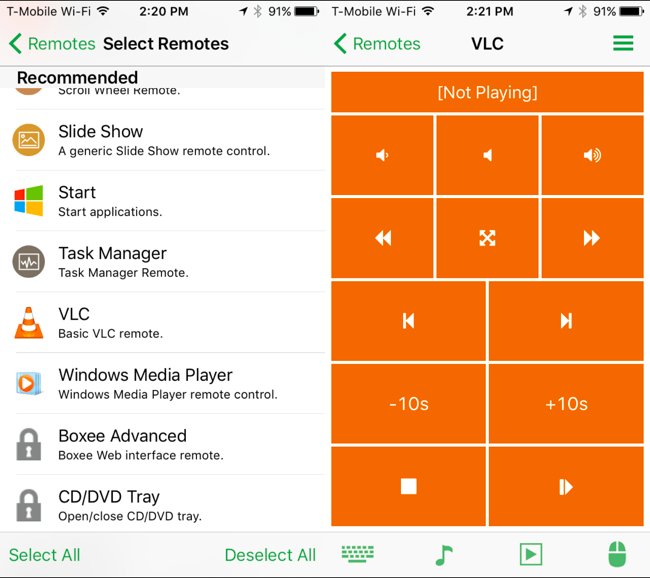 T-Mobile Wi-Fi 2:20 PM 91%
Remotes Select Remotes
Recommended
Scroll Wheel Remote.
Slide Show
A generic Slide Show remote control.
Start
Start applications.
Task Manager
Task Manager Remote.
VLC
Basic VLC remote.
Windows Media Player
Windows Media Player remote control.
Boxee Advanced
Boxee Web interface remote.
CD/DVD Tray
Open/close CD/DVD tray.
Select All Deselect All
T-Mobile Wi-Fi 2:21 PM 91%
Remotes VLC
[Not Playing]
-10s +10s